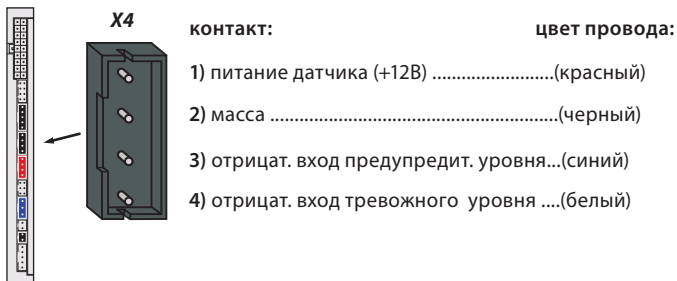 X4
контакт: цвет провода:
1) питание датчика (+12В) .........................(красный)
2) масса ...........................................................(черный)
3) отрицат. вход предупредит. уровня...(синий)
4) отрицат. вход тревожного уровня ....(белый)